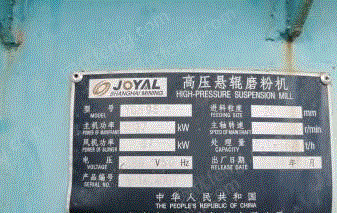 JOYAL
SHANGHAI MINING
高压悬辊磨粉机
HIGH-PRESSURE SUSPENSION MILL
型号
MODEL
进料粒度 mm
FEEDING SIZE
主机功率 kW
POWER OF MAINFRAME
主轴转速 r/min
SPEED OF MAIN SHAFT
风机功率 kW
POWER OF BLOWER
处理量 t/h
CAPACITY
电压 V Hz
VOLTAGE
出厂日期 年 月
RELEASE DATE
产品编号
SERIAL NO.
中华人民共和国
THE PEOPLE'S REPUBLIC OF CHINA